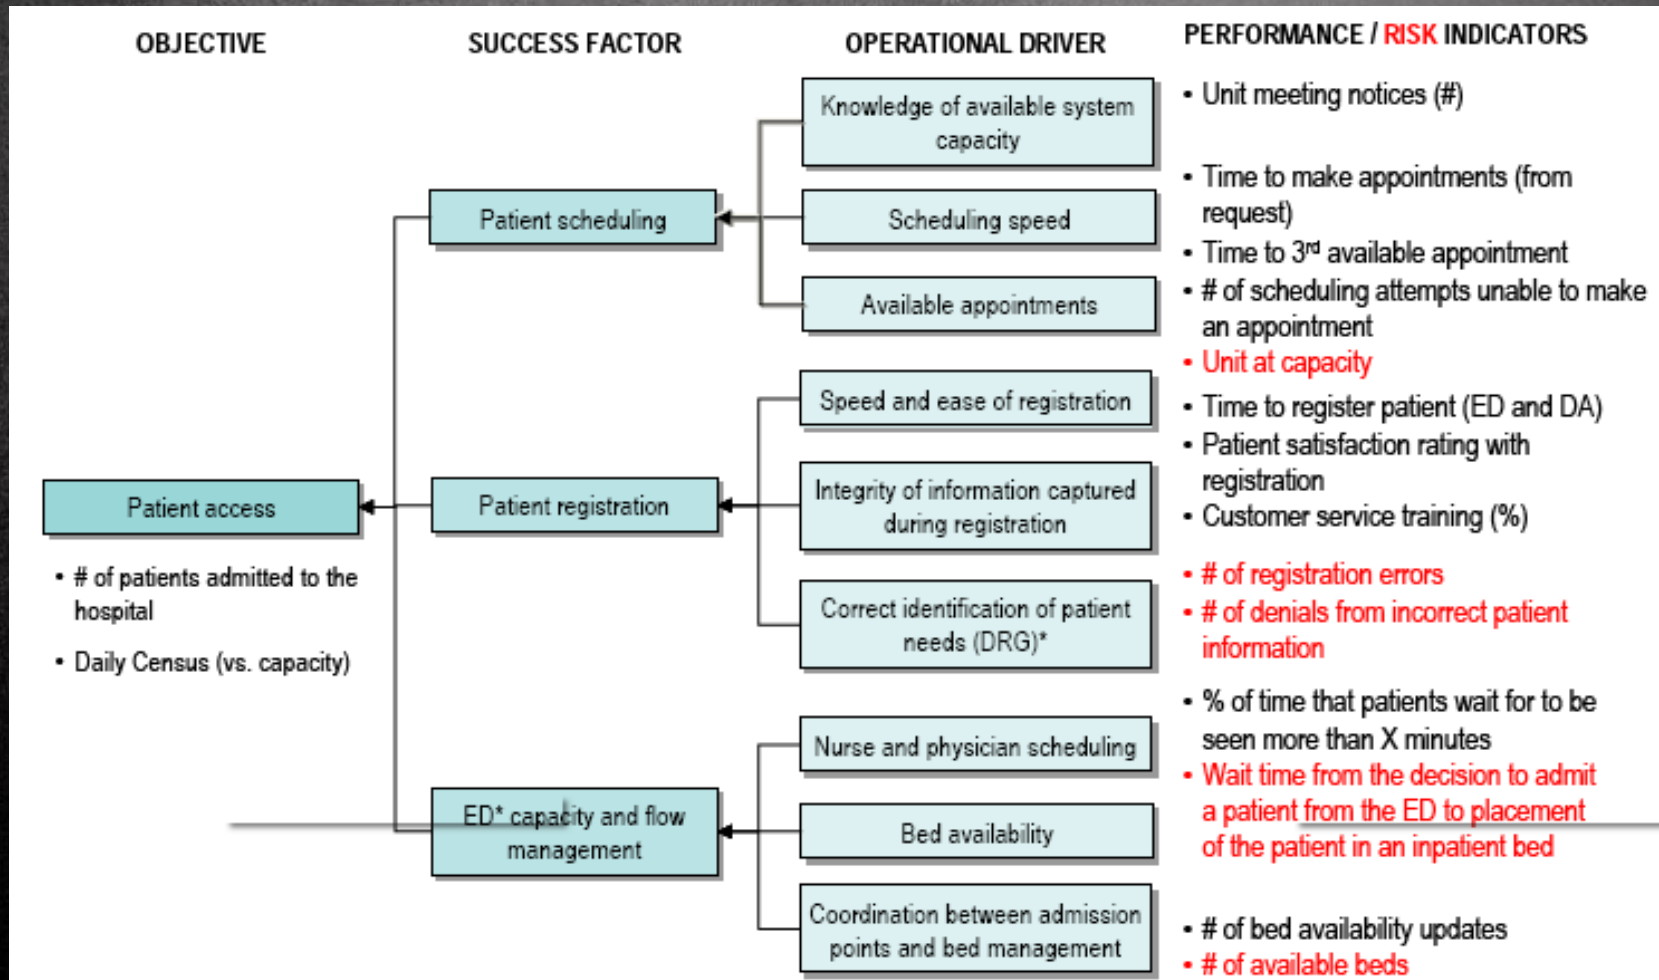 OBJECTIVE
SUCCESS FACTOR
OPERATIONAL DRIVER
PERFORMANCE / RISK INDICATORS
Patient access
• # of patients admitted to the
hospital
• Daily Census (vs. capacity)
Patient scheduling
Patient registration
ED* capacity and flow
management
Knowledge of available system
capacity
Scheduling speed
Available appointments
Speed and ease of registration
Integrity of information captured
during registration
Correct identification of patient
needs (DRG)*
Nurse and physician scheduling
Bed availability
Coordination between admission
points and bed management
• Unit meeting notices (#)
• Time to make appointments (from
request)
• Time to 3rd available appointment
• # of scheduling attempts unable to make
an appointment
• Unit at capacity
• Time to register patient (ED and DA)
• Patient satisfaction rating with
registration
• Customer service training (%)
• # of registration errors
• # of denials from incorrect patient
information
• % of time that patients wait for to be
seen more than X minutes
• Wait time from the decision to admit
a patient from the ED to placement
of the patient in an inpatient bed
• # of bed availability updates
• # of available beds